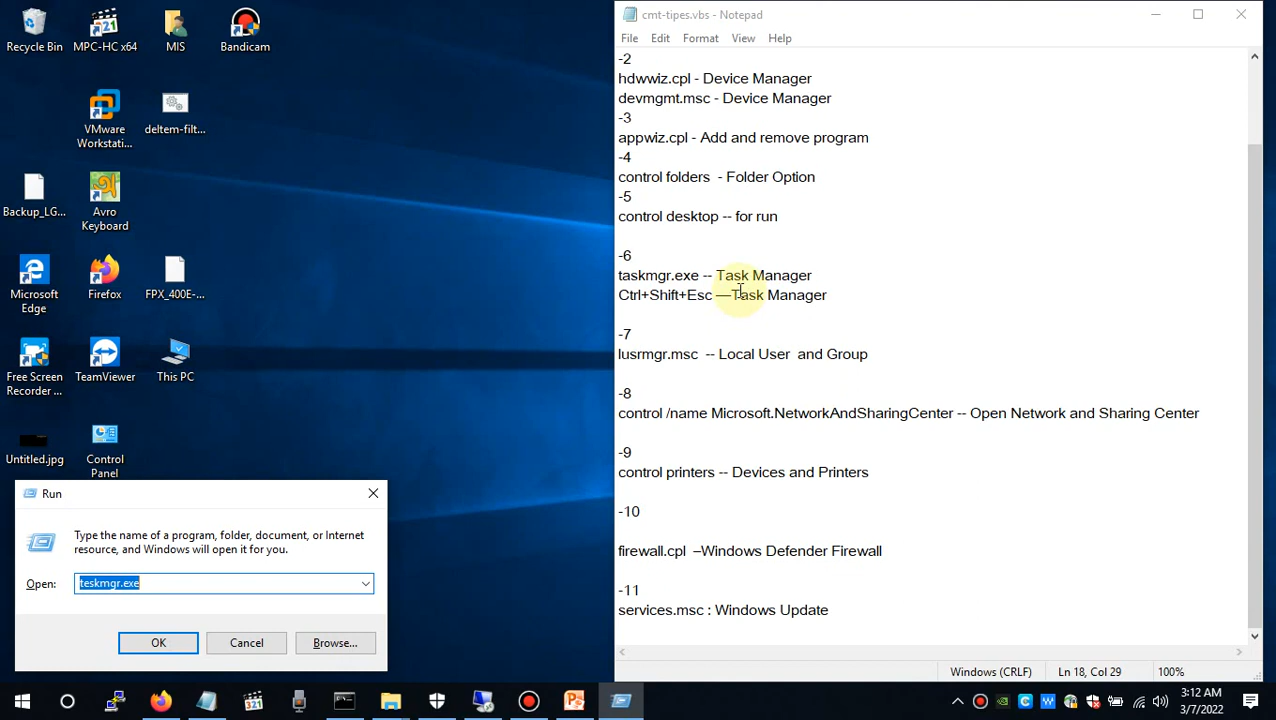 Recycle Bin
MPC-HC x64
MIS
Bandicam
VMware
Workstati...
deltem-filt...
Backup_LG...
Avro
Keyboard
Microsoft
Edge
Firefox
FPX_400E-...
Free Screen
Recorder ...
TeamViewer
This PC
Untitled.jpg
Control
Panel
Run
Type the name of a program, folder, document, or Internet
resource, and Windows will open it for you.
Open: teskmgr.exe
OK Cancel Browse...
cmt-tipes.vbs - Notepad
File Edit Format View Help
-2
hdwwiz.cpl - Device Manager
devmgmt.msc - Device Manager
-3
appwiz.cpl - Add and remove program
-4
control folders - Folder Option
-5
control desktop -- for run
-6
taskmgr.exe -- Task Manager
Ctrl+Shift+Esc —Task Manager
-7
lusrmgr.msc -- Local User and Group
-8
control /name Microsoft.NetworkAndSharingCenter -- Open Network and Sharing Center
-9
control printers -- Devices and Printers
-10
firewall.cpl –Windows Defender Firewall
-11
services.msc : Windows Update
Windows (CRLF) Ln 18, Col 29 100%
3:12 AM
3/7/2022